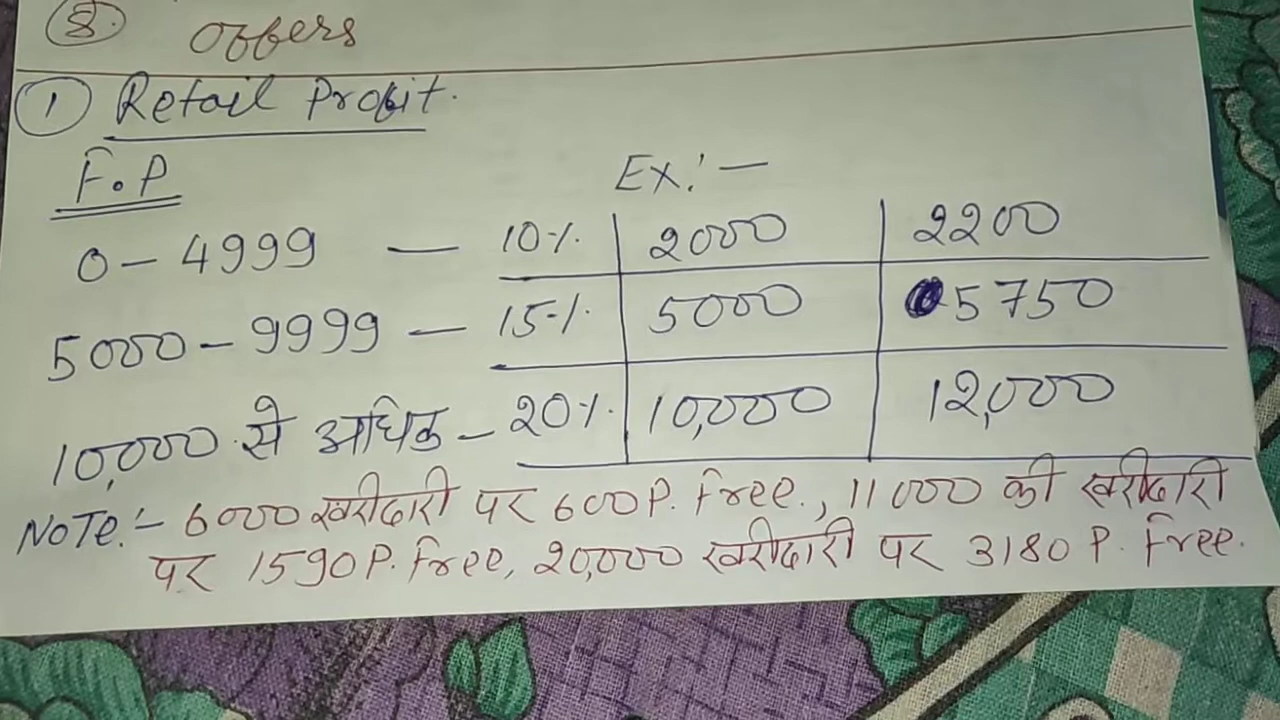 8. Offers
1 Retail Profit.
F.P Ex:-
0-4999 — 10% 2000 2200
5000-9999 — 15% 5000 5750
10,000 से अधिक - 20% 10,000 12,000
NOTE:- 6000 खरीदारी पर 600 P. Free., 11000 की खरीदारी
पर 1590 P. Free, 20,000 खरीदारी पर 3180 P. Free.